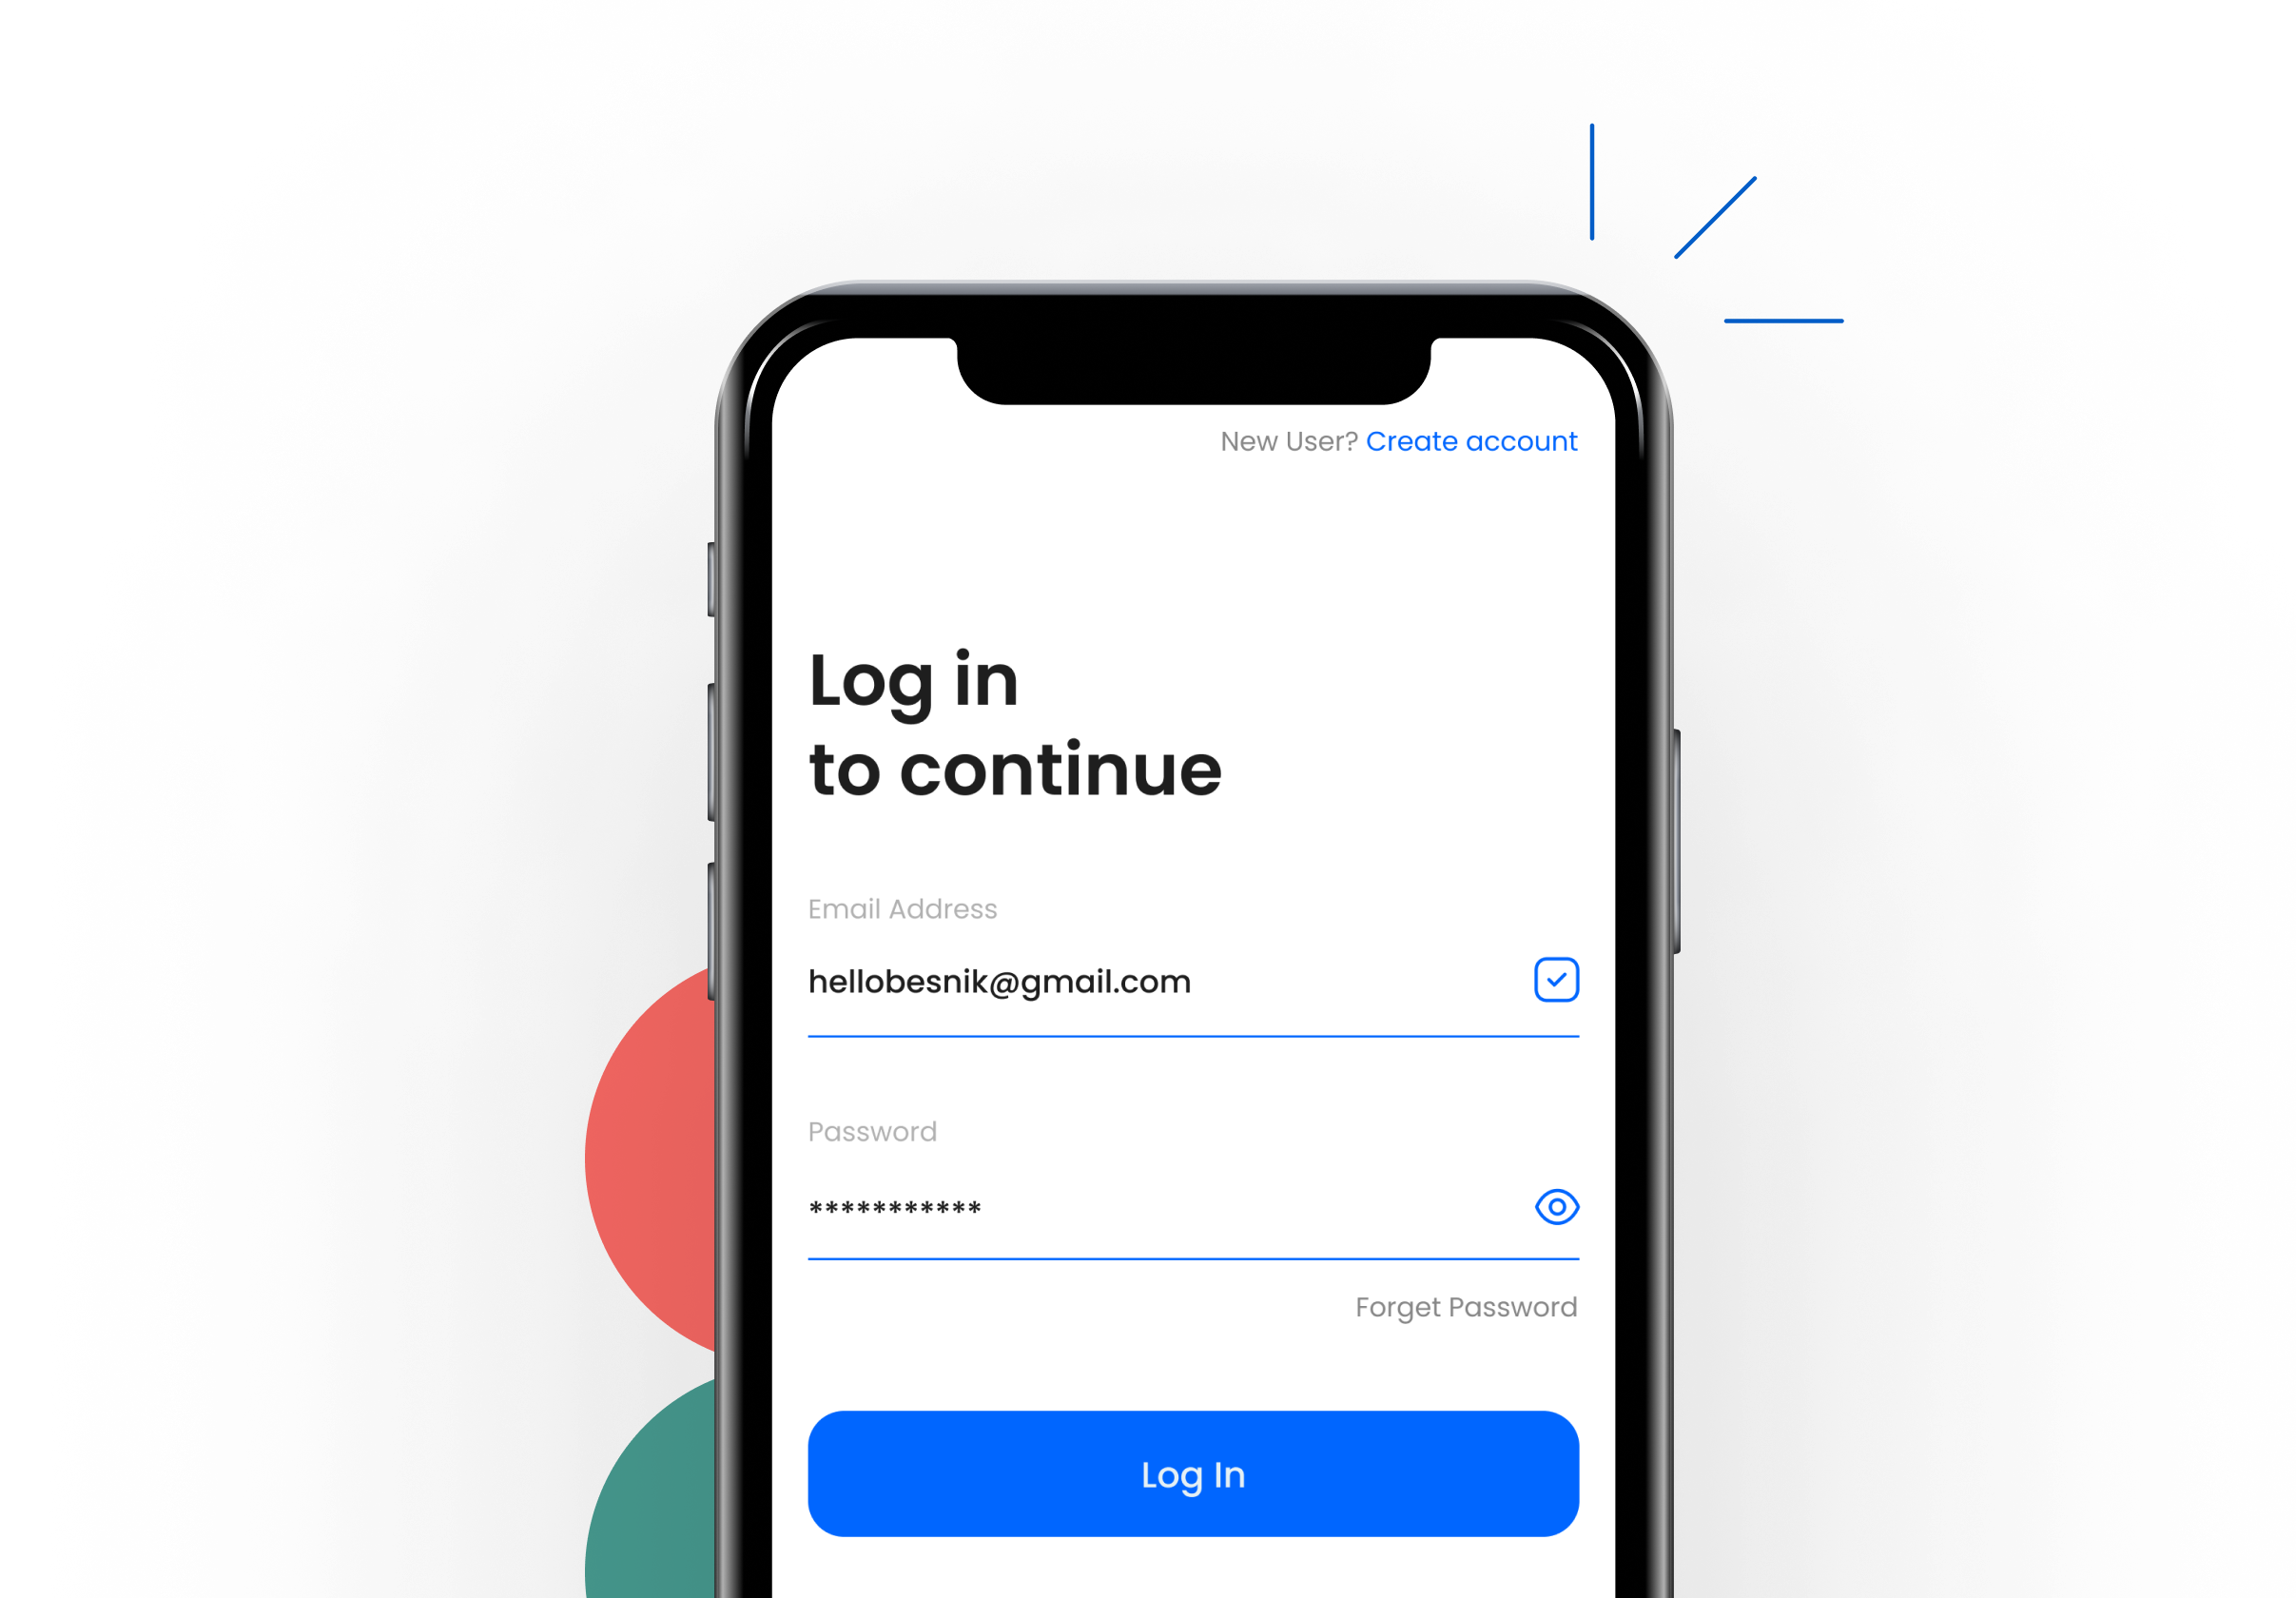 New User? Create account
Log in
to continue
Email Address
hellobesnik@gmail.com
Password
***********
Forget Password
Log In